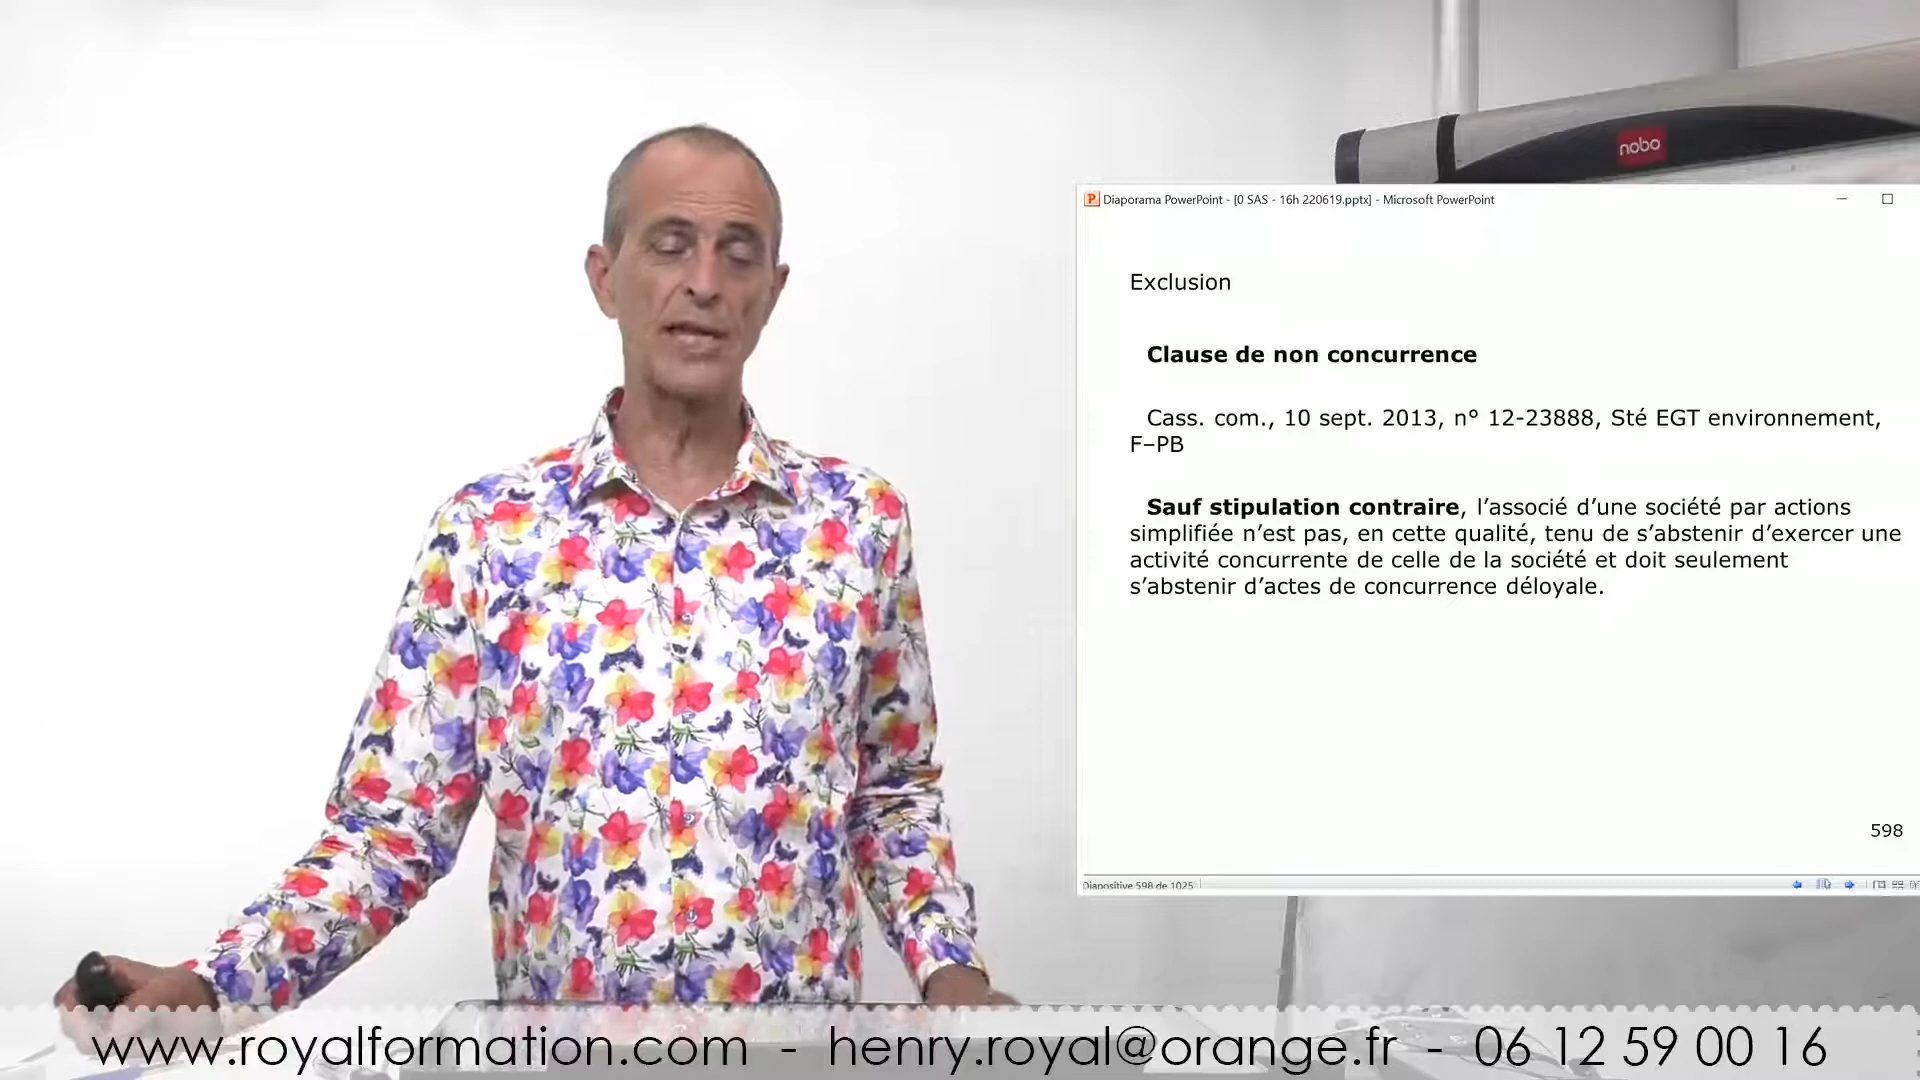 nobo
Diaporama PowerPoint - [0 SAS - 16h 220619.pptx] - Microsoft PowerPoint
Exclusion
Clause de non concurrence
Cass. com., 10 sept. 2013, n° 12-23888, Sté EGT environnement,
F–PB
Sauf stipulation contraire, l’associé d’une société par actions
simplifiée n’est pas, en cette qualité, tenu de s’abstenir d’exercer une
activité concurrente de celle de la société et doit seulement
s’abstenir d’actes de concurrence déloyale.
598
Diapositive 598 de 1025
www.royalformation.com - henry.royal@orange.fr - 06 12 59 00 16